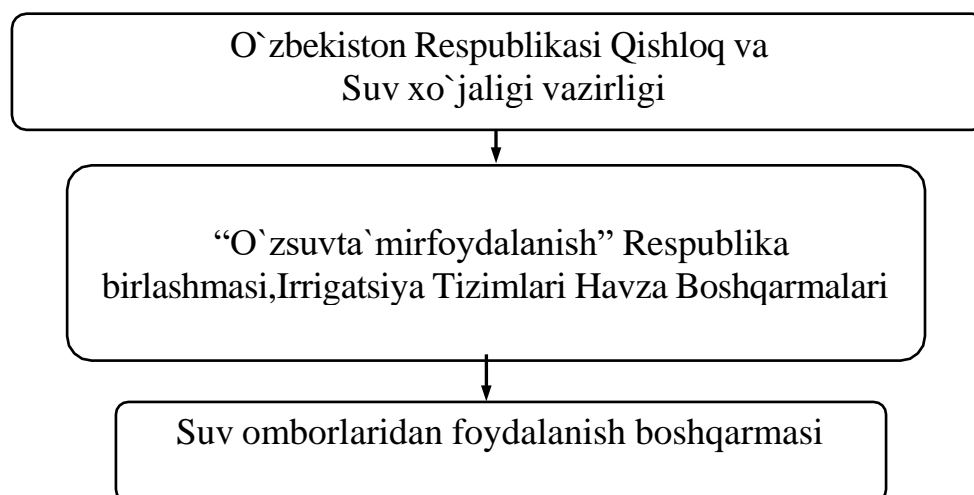 O`zbekiston Respublikasi Qishloq va
Suv xo`jaligi vazirligi
“O`zsuvta`mirfoydalanish” Respublika
birlashmasi,Irrigatsiya Tizimlari Havza Boshqarmalari
Suv omborlaridan foydalanish boshqarmasi